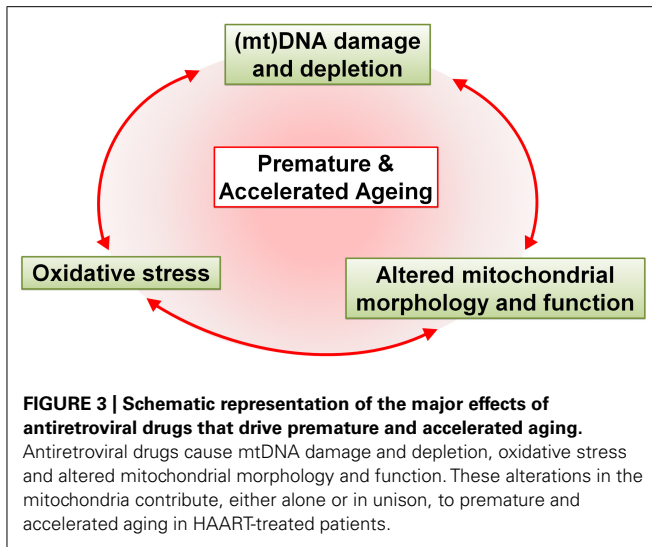 (mt)DNA damage
and depletion
Premature &
Accelerated Ageing
Oxidative stress
Altered mitochondrial
morphology and function
FIGURE 3 | Schematic representation of the major effects of
antiretroviral drugs that drive premature and accelerated aging.
Antiretroviral drugs cause mtDNA damage and depletion, oxidative stress
and altered mitochondrial morphology and function. These alterations in the
mitochondria contribute, either alone or in unison, to premature and
accelerated aging in HAART-treated patients.